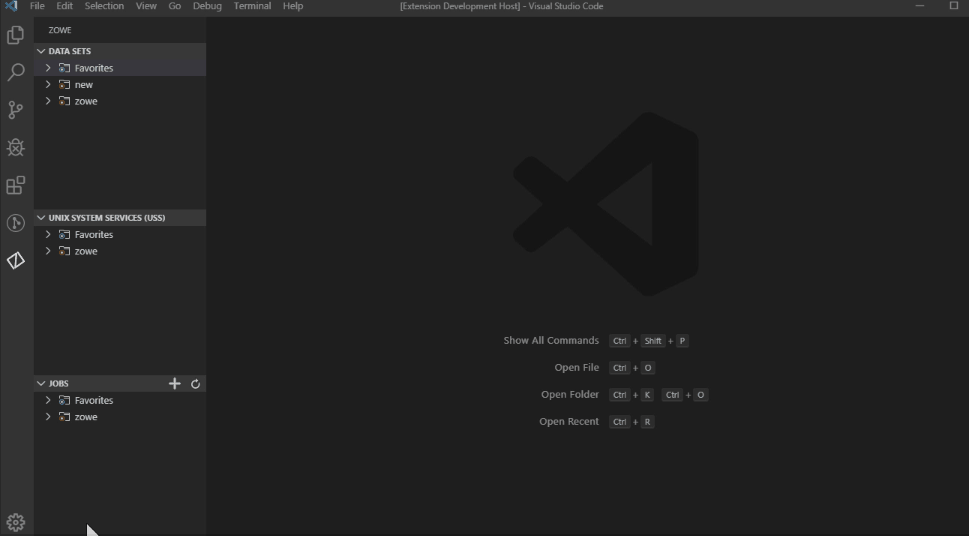 File Edit Selection View Go Debug Terminal Help [Extension Development Host] - Visual Studio Code
ZOWE
DATA SETS
Favorites
new
zowe
UNIX SYSTEM SERVICES (USS)
Favorites
zowe
JOBS
Favorites
zowe
Show All Commands Ctrl + Shift + P
Open File Ctrl + O
Open Folder Ctrl + K Ctrl + O
Open Recent Ctrl + R